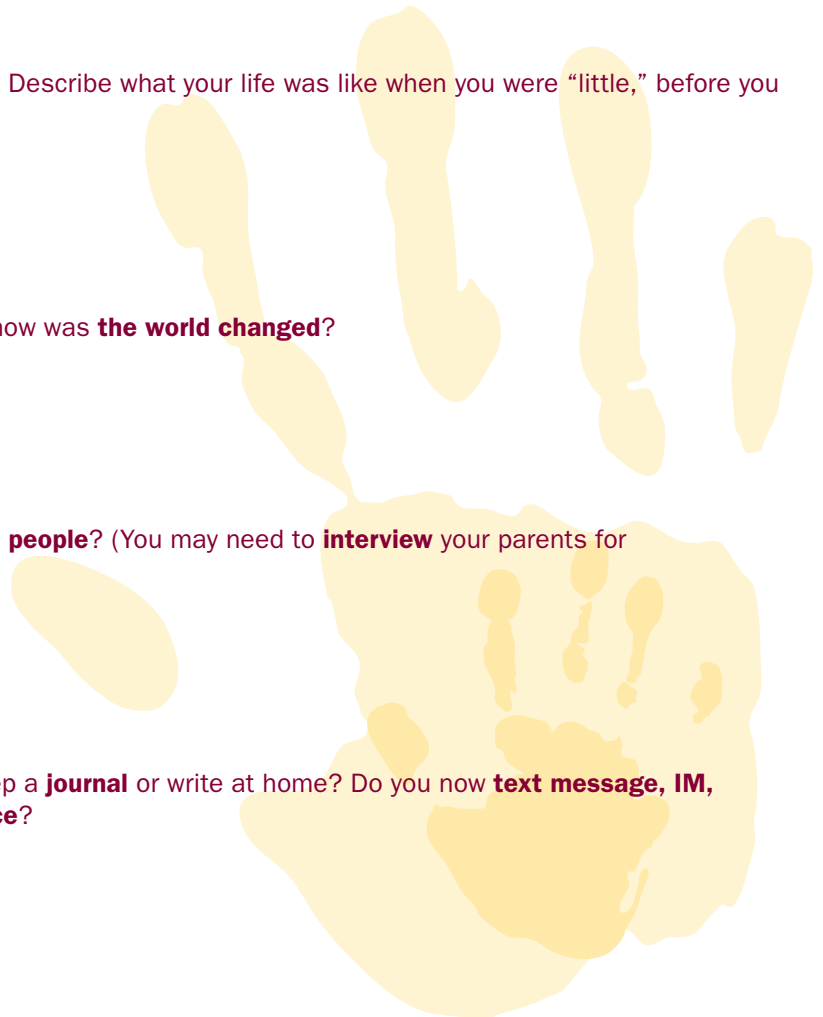 Describe what your life was like when you were “little,” before you
how was the world changed?
people? (You may need to interview your parents for
a journal or write at home? Do you now text message, IM,